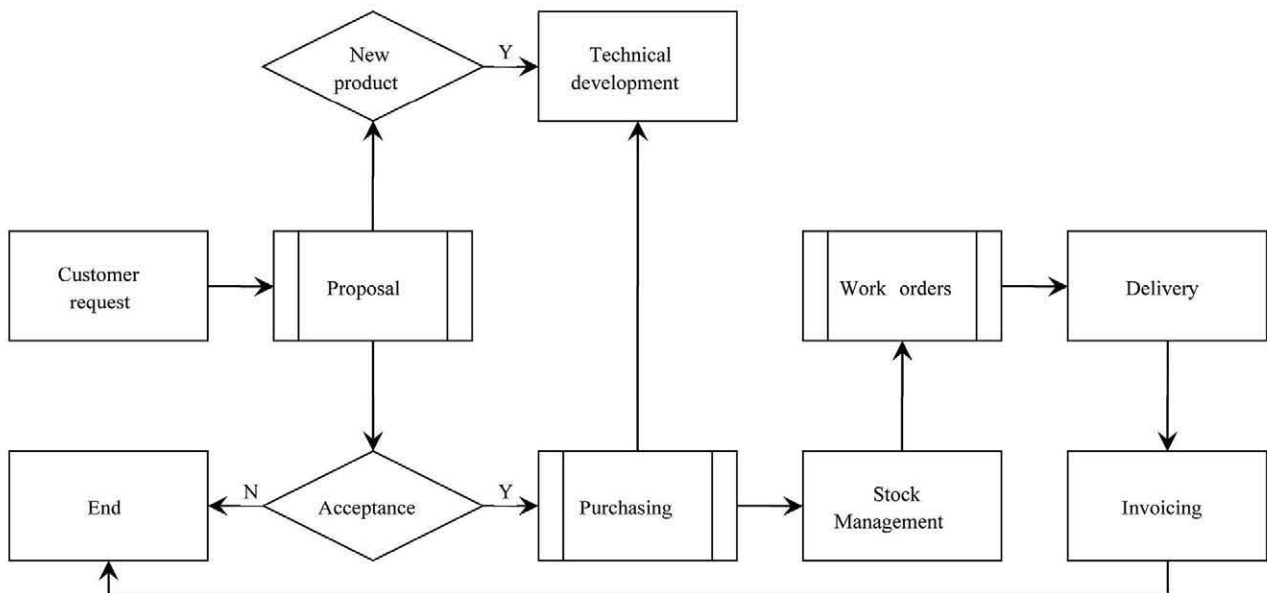 New
product
Y
Technical
development
Customer
request
Proposal
Work orders
Delivery
End
N
Acceptance
Y
Purchasing
Stock
Management
Invoicing